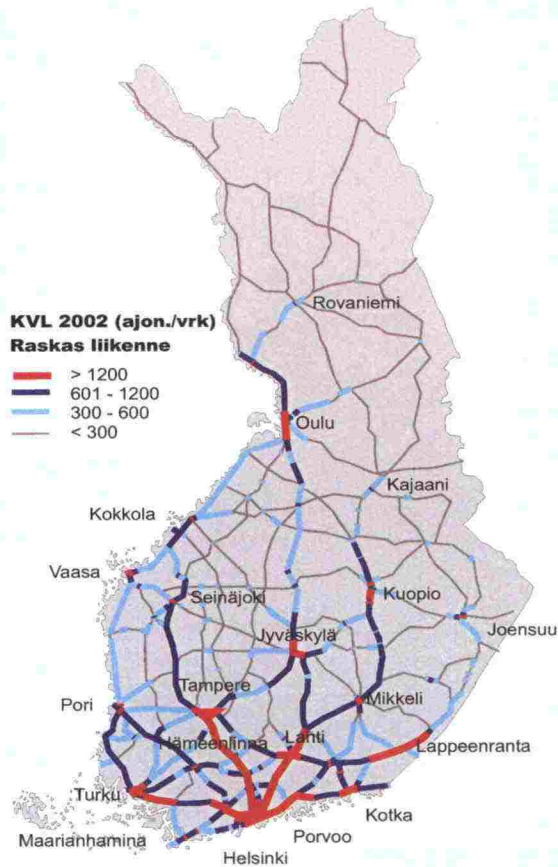 Rovaniemi
KVL 2002 (ajon./vrk)
Raskas liikenne
> 1200
601 - 1200
300 - 600
< 300
Oulu
Kajaani
Kokkola
Vaasa
Seinäjoki
Kuopio
Joensuu
Jyväskylä
Tampere
Mikkeli
Pori
Hämeenlinna
Lahti
Lappeenranta
Turku
Kotka
Maarianhamina
Porvoo
Helsinki